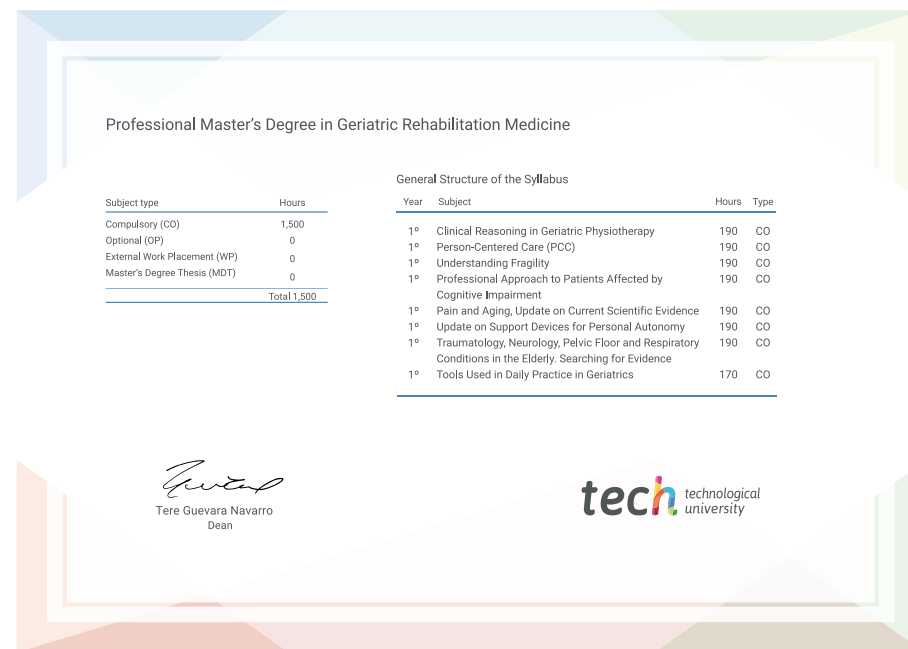 Professional Master's Degree in Geriatric Rehabilitation Medicine
Subject type Hours
Compulsory (CO) 1,500
Optional (OP) 0
External Work Placement (WP) 0
Master's Degree Thesis (MDT) 0
Total 1,500
General Structure of the Syllabus
Year Subject Hours Type
1º Clinical Reasoning in Geriatric Physiotherapy 190 CO
1º Person-Centered Care (PCC) 190 CO
1º Understanding Fragility 190 CO
1º Professional Approach to Patients Affected by 190 CO
Cognitive Impairment
1º Pain and Aging, Update on Current Scientific Evidence 190 CO
1º Update on Support Devices for Personal Autonomy 190 CO
1º Traumatology, Neurology, Pelvic Floor and Respiratory 190 CO
Conditions in the Elderly. Searching for Evidence
1º Tools Used in Daily Practice in Geriatrics 170 CO
Tere Guevara Navarro
Dean
tech technological
university